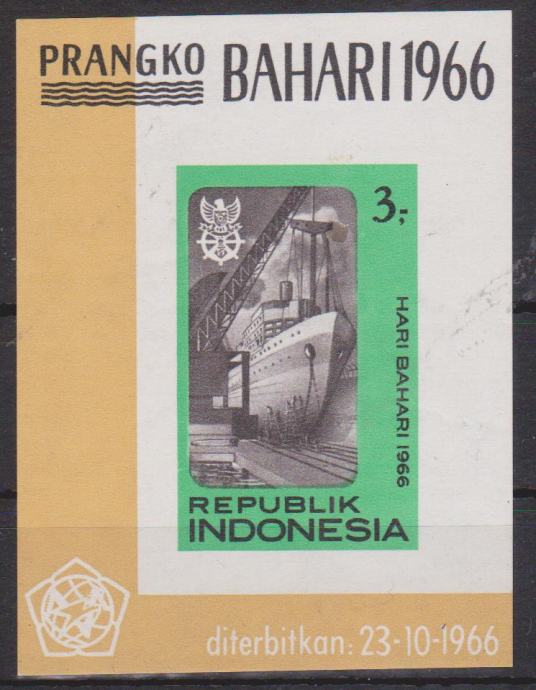 PRANGKO BAHARI 1966
3;
HARI BAHARI 1966
REPUBLIK
INDONESIA
diterbitkan: 23-10-1966